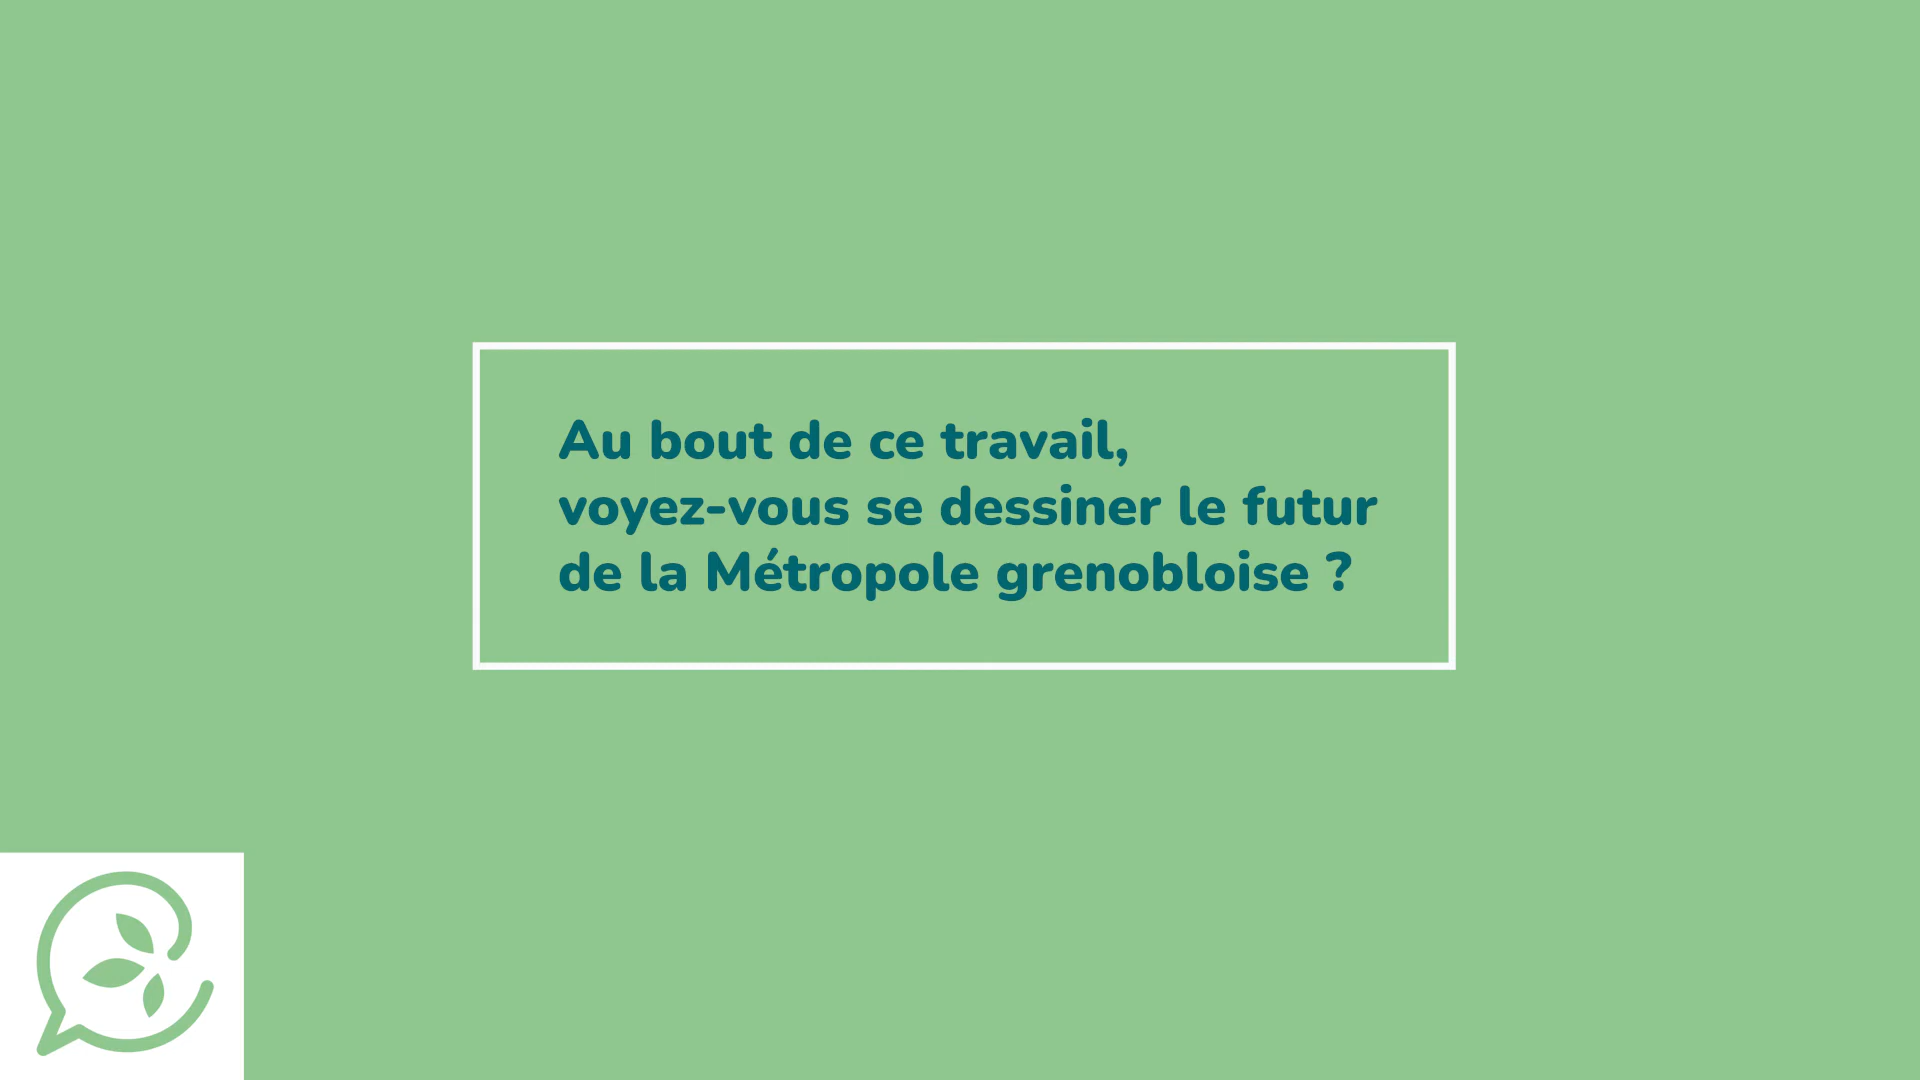 Au bout de ce travail,
voyez-vous se dessiner le futur
de la Métropole grenobloise ?